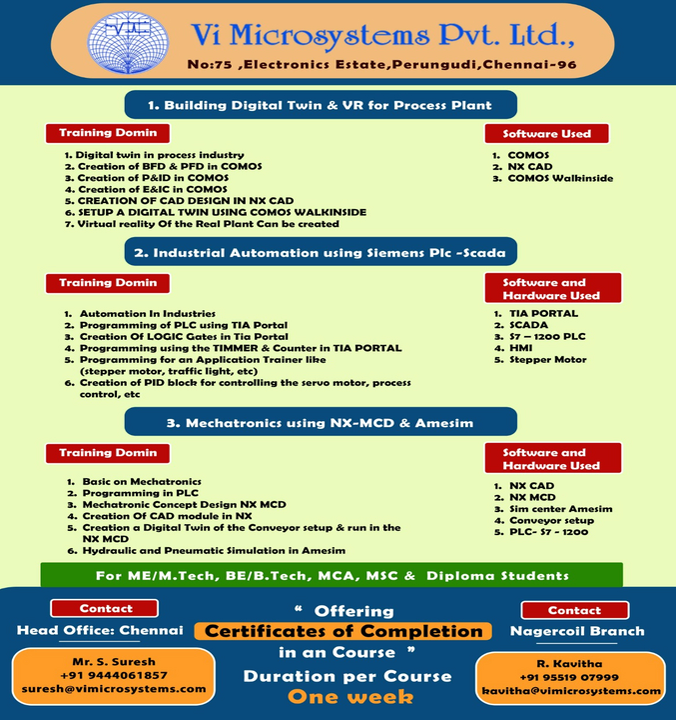 Vi Microsystems Pvt. Ltd.,
No:75 ,Electronics Estate,Perungudi,Chennai-96
1. Building Digital Twin & VR for Process Plant
Training Domin
1. Digital twin in process industry
2. Creation of BFD & PFD in COMOS
3. Creation of P&ID in COMOS
4. Creation of E&IC in COMOS
5. CREATION OF CAD DESIGN IN NX CAD
6. SETUP A DIGITAL TWIN USING COMOS WALKINSIDE
7. Virtual reality Of the Real Plant Can be created
Software Used
1. COMOS
2. NX CAD
3. COMOS Walkinside
2. Industrial Automation using Siemens Plc -Scada
Training Domin
1. Automation In Industries
2. Programming of PLC using TIA Portal
3. Creation Of LOGIC Gates in Tia Portal
4. Programming using the TIMMER & Counter in TIA PORTAL
5. Programming for an Application Trainer like
(stepper motor, traffic light, etc)
6. Creation of PID block for controlling the servo motor, process
control, etc
Software and
Hardware Used
1. TIA PORTAL
2. SCADA
3. S7 – 1200 PLC
4. HMI
5. Stepper Motor
3. Mechatronics using NX-MCD & Amesim
Training Domin
1. Basic on Mechatronics
2. Programming in PLC
3. Mechatronic Concept Design NX MCD
4. Creation Of CAD module in NX
5. Creation a Digital Twin of the Conveyor setup & run in the
NX MCD
6. Hydraulic and Pneumatic Simulation in Amesim
Software and
Hardware Used
1. NX CAD
2. NX MCD
3. Sim center Amesim
4. Conveyor setup
5. PLC- S7 - 1200
For ME/M.Tech, BE/B.Tech, MCA, MSC & Diploma Students
Contact
Head Office: Chennai
Mr. S. Suresh
+91 9444061857
suresh@vimicrosystems.com
“ Offering
Certificates of Completion
in an Course ”
Duration per Course
One week
Contact
Nagercoil Branch
R. Kavitha
+91 95519 07999
kavitha@vimicrosystems.com